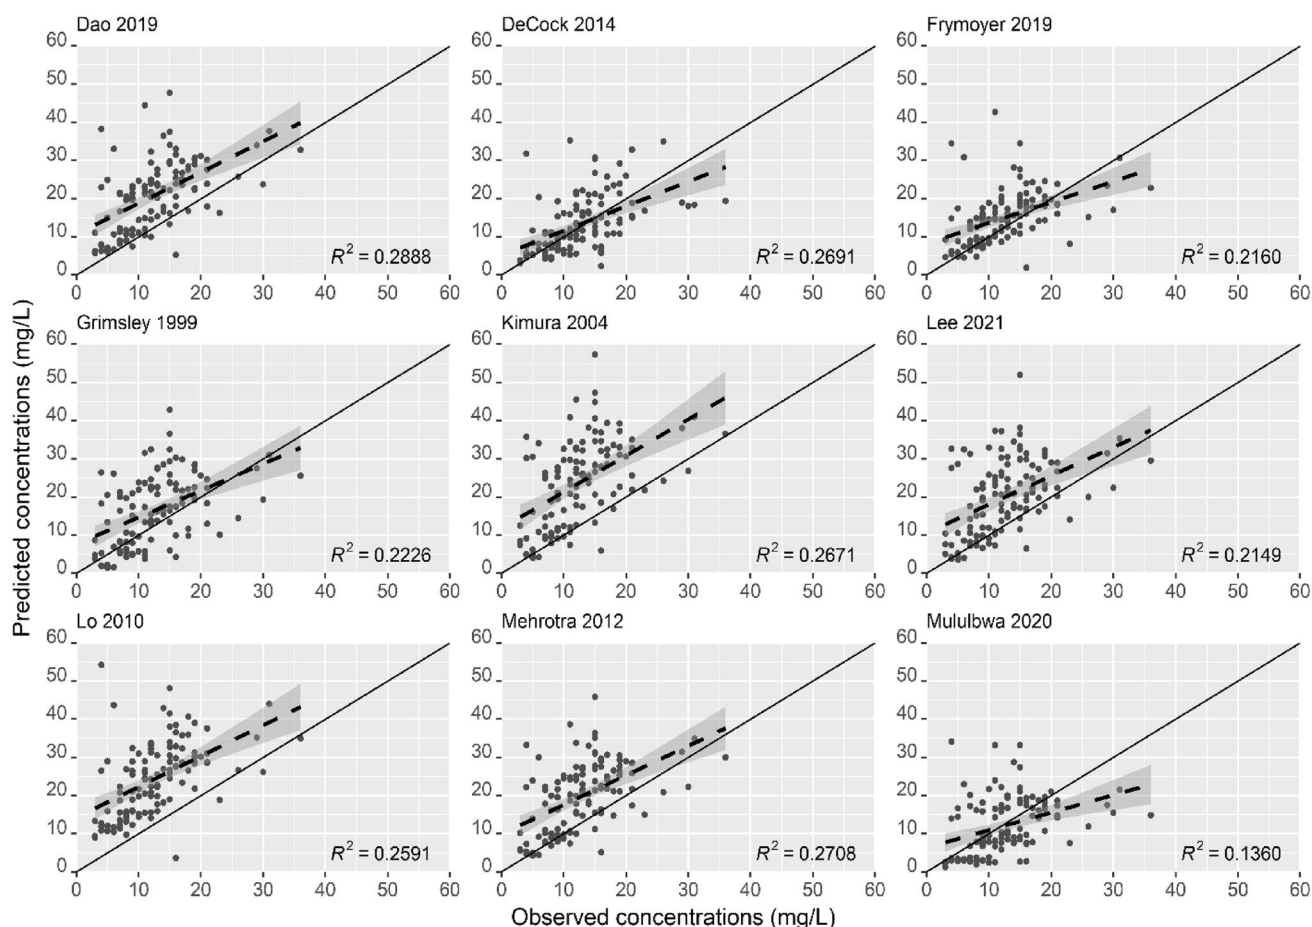 Dao 2019
DeCock 2014
Frymoyer 2019
60
50
40
30
20
10
0
R² = 0.2888
0 10 20 30 40 50 60
60
50
40
30
20
10
0
R² = 0.2691
0 10 20 30 40 50 60
60
50
40
30
20
10
0
R² = 0.2160
0 10 20 30 40 50 60
Grimsley 1999
Kimura 2004
Lee 2021
60
50
40
30
20
10
0
R² = 0.2226
0 10 20 30 40 50 60
60
50
40
30
20
10
0
R² = 0.2671
0 10 20 30 40 50 60
60
50
40
30
20
10
0
R² = 0.2149
0 10 20 30 40 50 60
Lo 2010
Mehrotra 2012
Mululbwa 2020
60
50
40
30
20
10
0
R² = 0.2591
0 10 20 30 40 50 60
60
50
40
30
20
10
0
R² = 0.2708
0 10 20 30 40 50 60
60
50
40
30
20
10
0
R² = 0.1360
0 10 20 30 40 50 60
Predicted concentrations (mg/L)
Observed concentrations (mg/L)